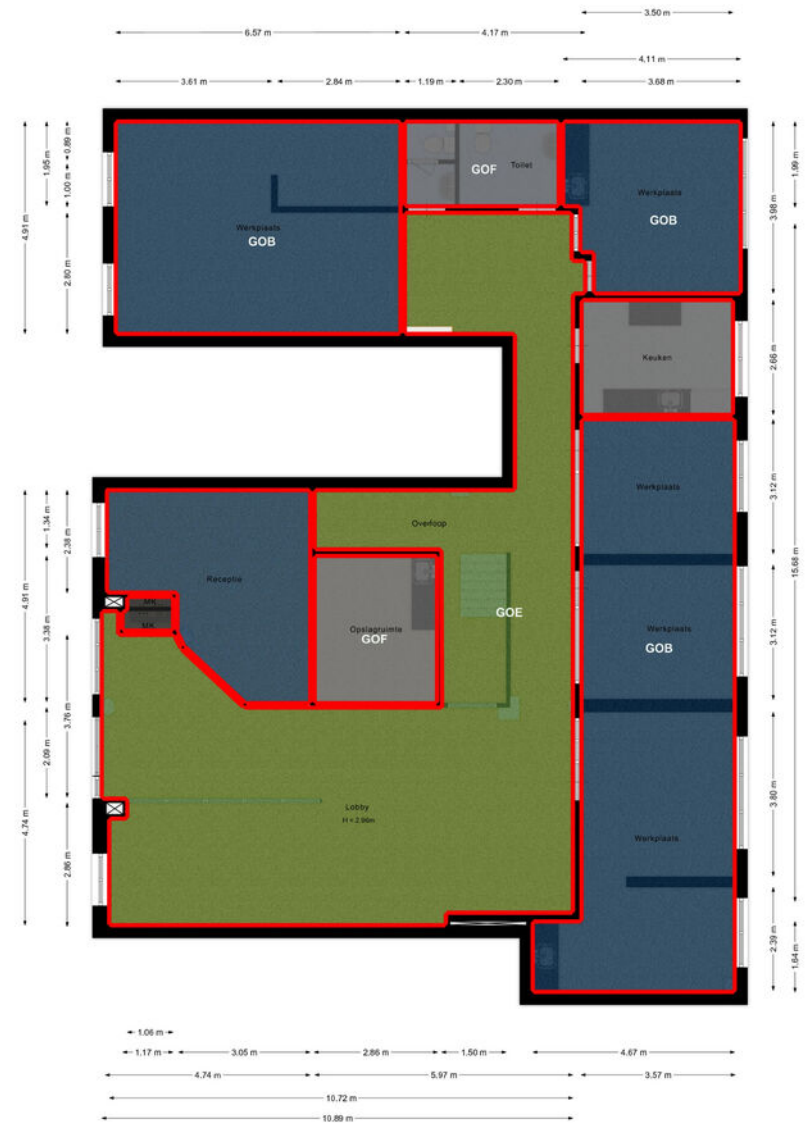 3.50 m
6.57 m
4.17 m
4.11 m
3.61 m
2.84 m
1.19 m
2.30 m
3.68 m
4.91 m
1.95 m
0.89 m
1.00 m
2.80 m
Toilet
GOF
Werkplaats
GOB
Werkplaats
GOB
3.98 m
1.99 m
Keuken
2.66 m
4.91 m
1.34 m
2.38 m
3.38 m
Werkplaats
3.12 m
15.68 m
Overloop
Receptie
MK
MK
Opslagruimte
GOF
GOE
Werkplaats
GOB
3.12 m
3.76 m
2.09 m
4.74 m
2.86 m
Lobby
H < 2.96m
Werkplaats
3.80 m
2.39 m
1.64 m
1.06 m
1.17 m
3.05 m
2.86 m
1.50 m
4.67 m
4.74 m
5.97 m
3.57 m
10.72 m
10.89 m